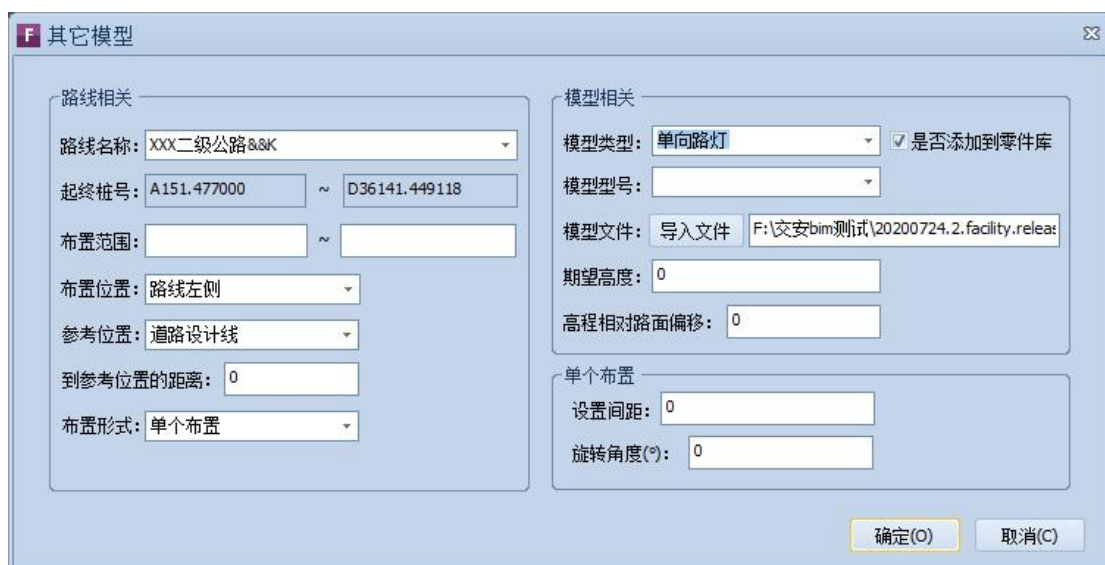 F 其它模型
路线相关
路线名称: XXX二级公路&&K
起终桩号: A151.477000 ~ D36141.449118
布置范围: ~
布置位置: 路线左侧
参考位置: 道路设计线
到参考位置的距离: 0
布置形式: 单个布置
模型相关
模型类型: 单向路灯 是否添加到零件库
模型型号:
模型文件: 导入文件 F:\交安bim测试\20200724.2.facility.releas
期望高度: 0
高程相对路面偏移: 0
单个布置
设置间距: 0
旋转角度(°): 0
确定(O) 取消(C)